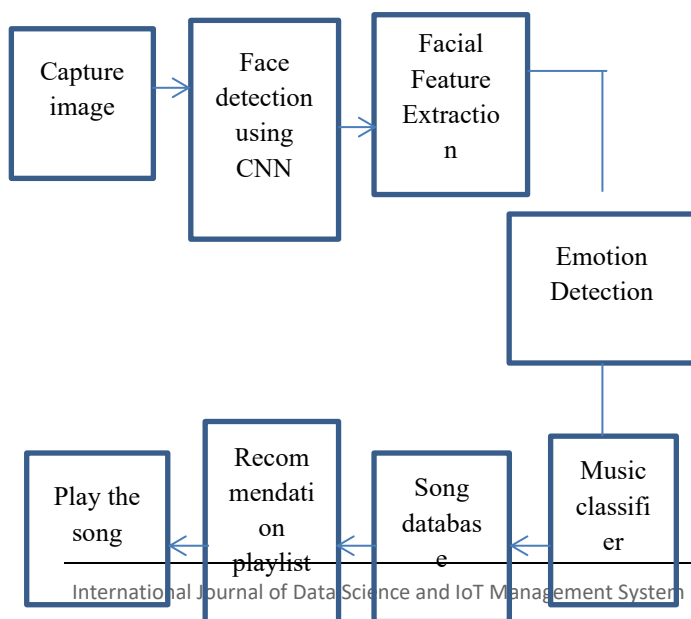 Capture
image
Face
detection
using
CNN
Facial
Feature
Extractio
n
Emotion
Detection
Music
classifi
er
Song
databas
e
Recom
mendati
on
playlist
Play the
song
International Journal of Data Science and IoT Management System